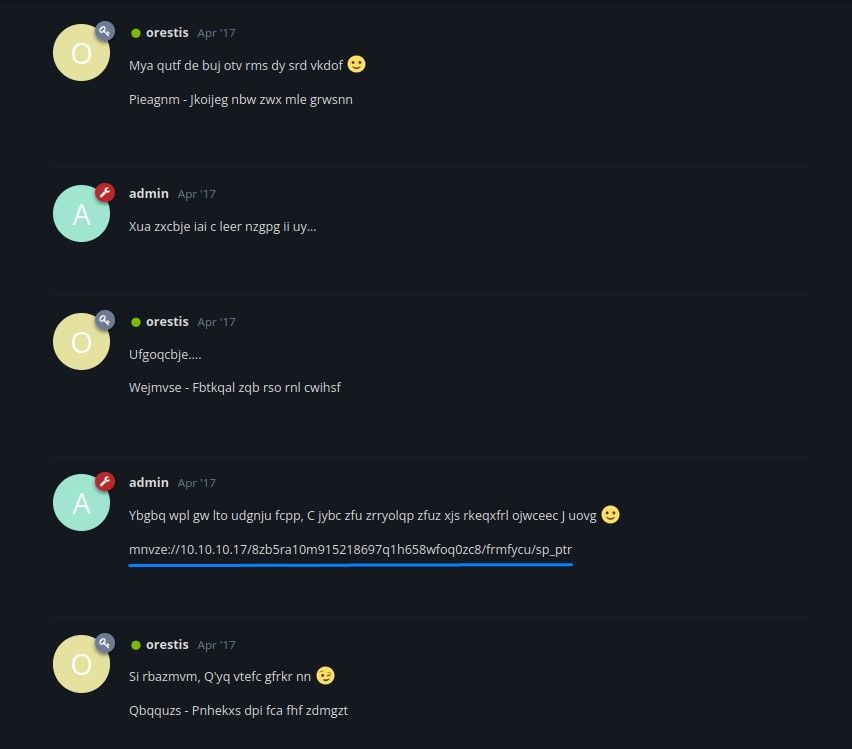 O
orestis Apr '17
Mya qutf de buj otv rms dy srd vkdof
Pieagnm - Jkoijeg nbw zwx mle grwsnn
A
admin Apr '17
Xua zxcbje iai c leer nzgpg ii uy...
O
orestis Apr '17
Ufgoqcbje....
Wejmvse - Fbtkqal zqb rso rnl cwihsf
A
admin Apr '17
Ybgbq wpl gw lto udgnju fcpp, C jybc zfu zrryolqp zfuz xjs rkeqxfrl ojwceec J uovg
mnvze://10.10.10.17/8zb5ra10m915218697q1h658wfoq0zc8/frmfycu/sp_ptr
O
orestis Apr '17
Si rbazmvm, Q'yq vtefc gfrkr nn
Qbqquzs - Pnhekxs dpi fca fhf zdmgzt